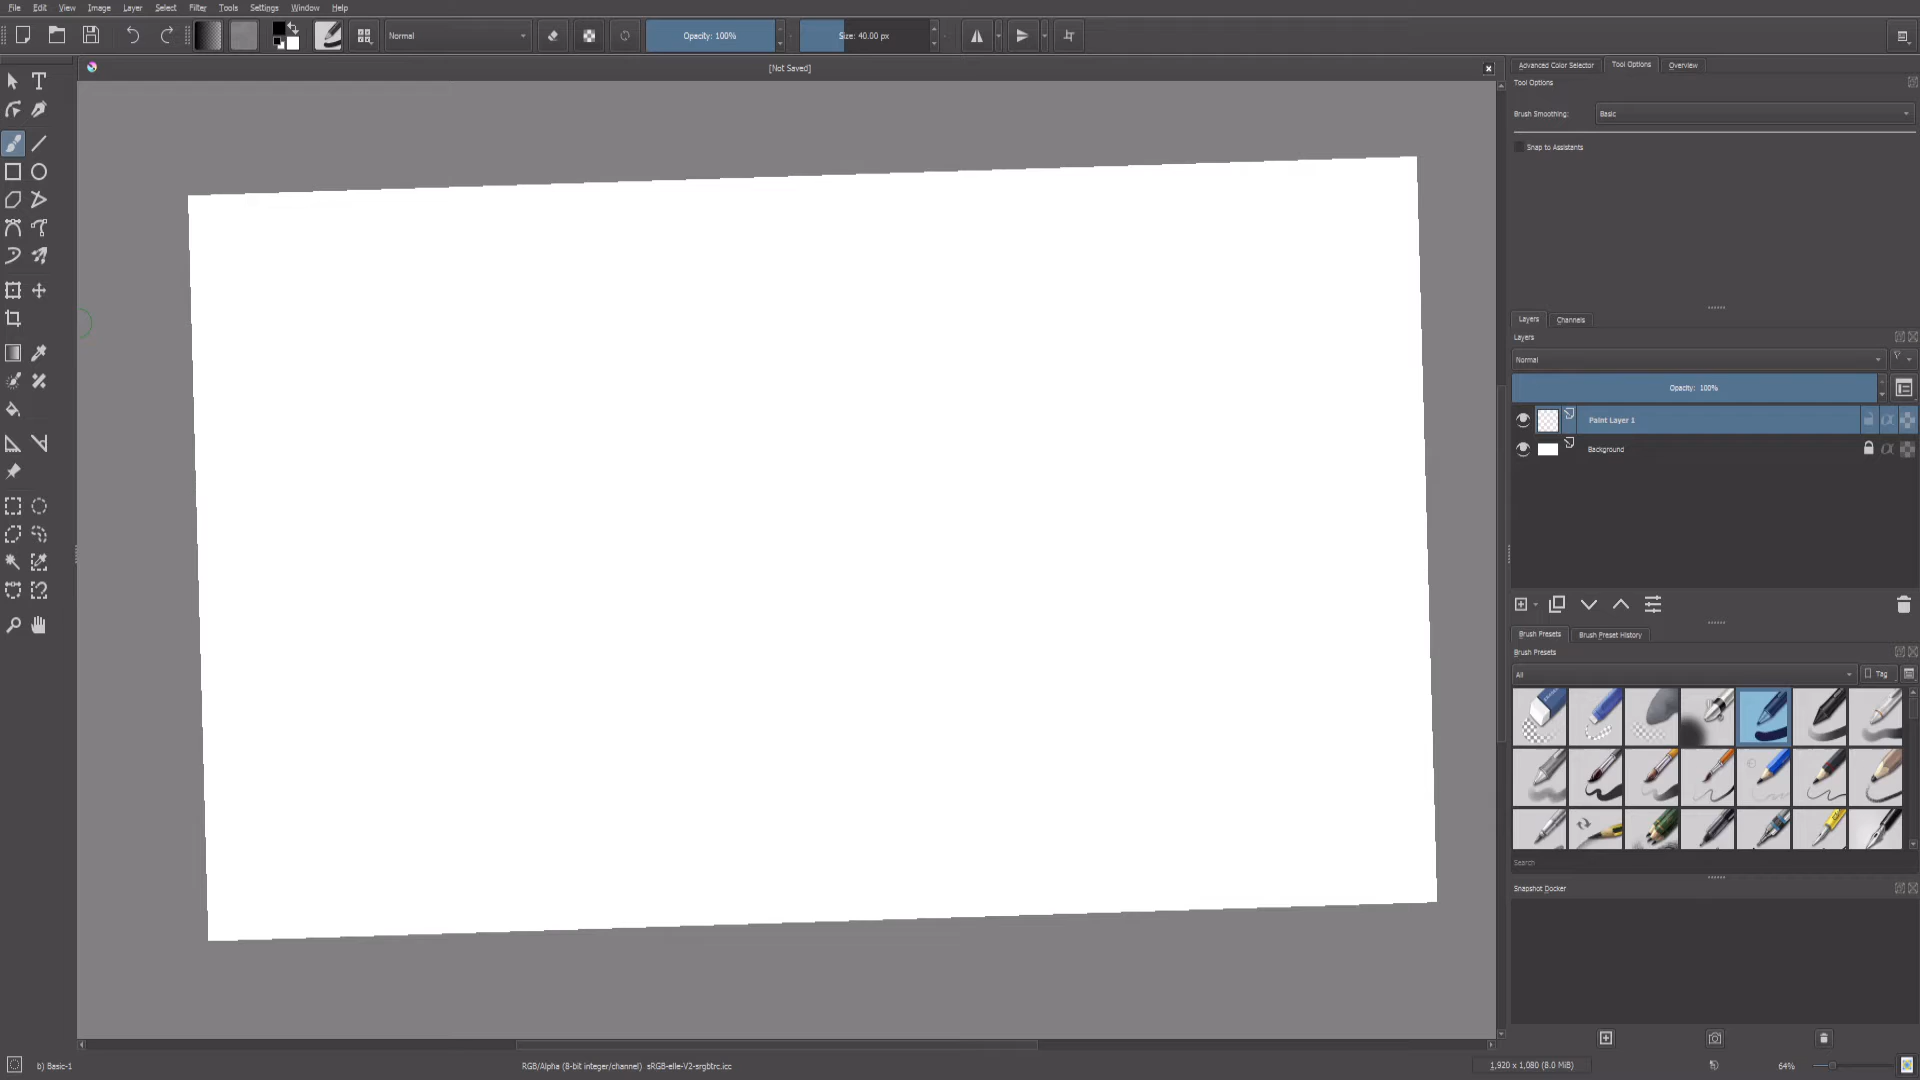 File Edit View Image Layer Select Filter Tools Settings Window Help
Normal
Opacity: 100%
Size: 40.00 px
[Not Saved]
Advanced Color Selector Tool Options Overview
Tool Options
Brush Smoothing: Basic
Snap to Assistants
Layers Channels
Layers
Normal
Opacity: 100%
Paint Layer 1
Background
Brush Presets Brush Preset History
Brush Presets
All Tag
Search
Snapshot Docker
b) Basic-1
RGB/Alpha (8-bit integer/channel) sRGB-elle-V2-srgbtrc.icc
1,920 x 1,080 (8.0 MiB)
64%